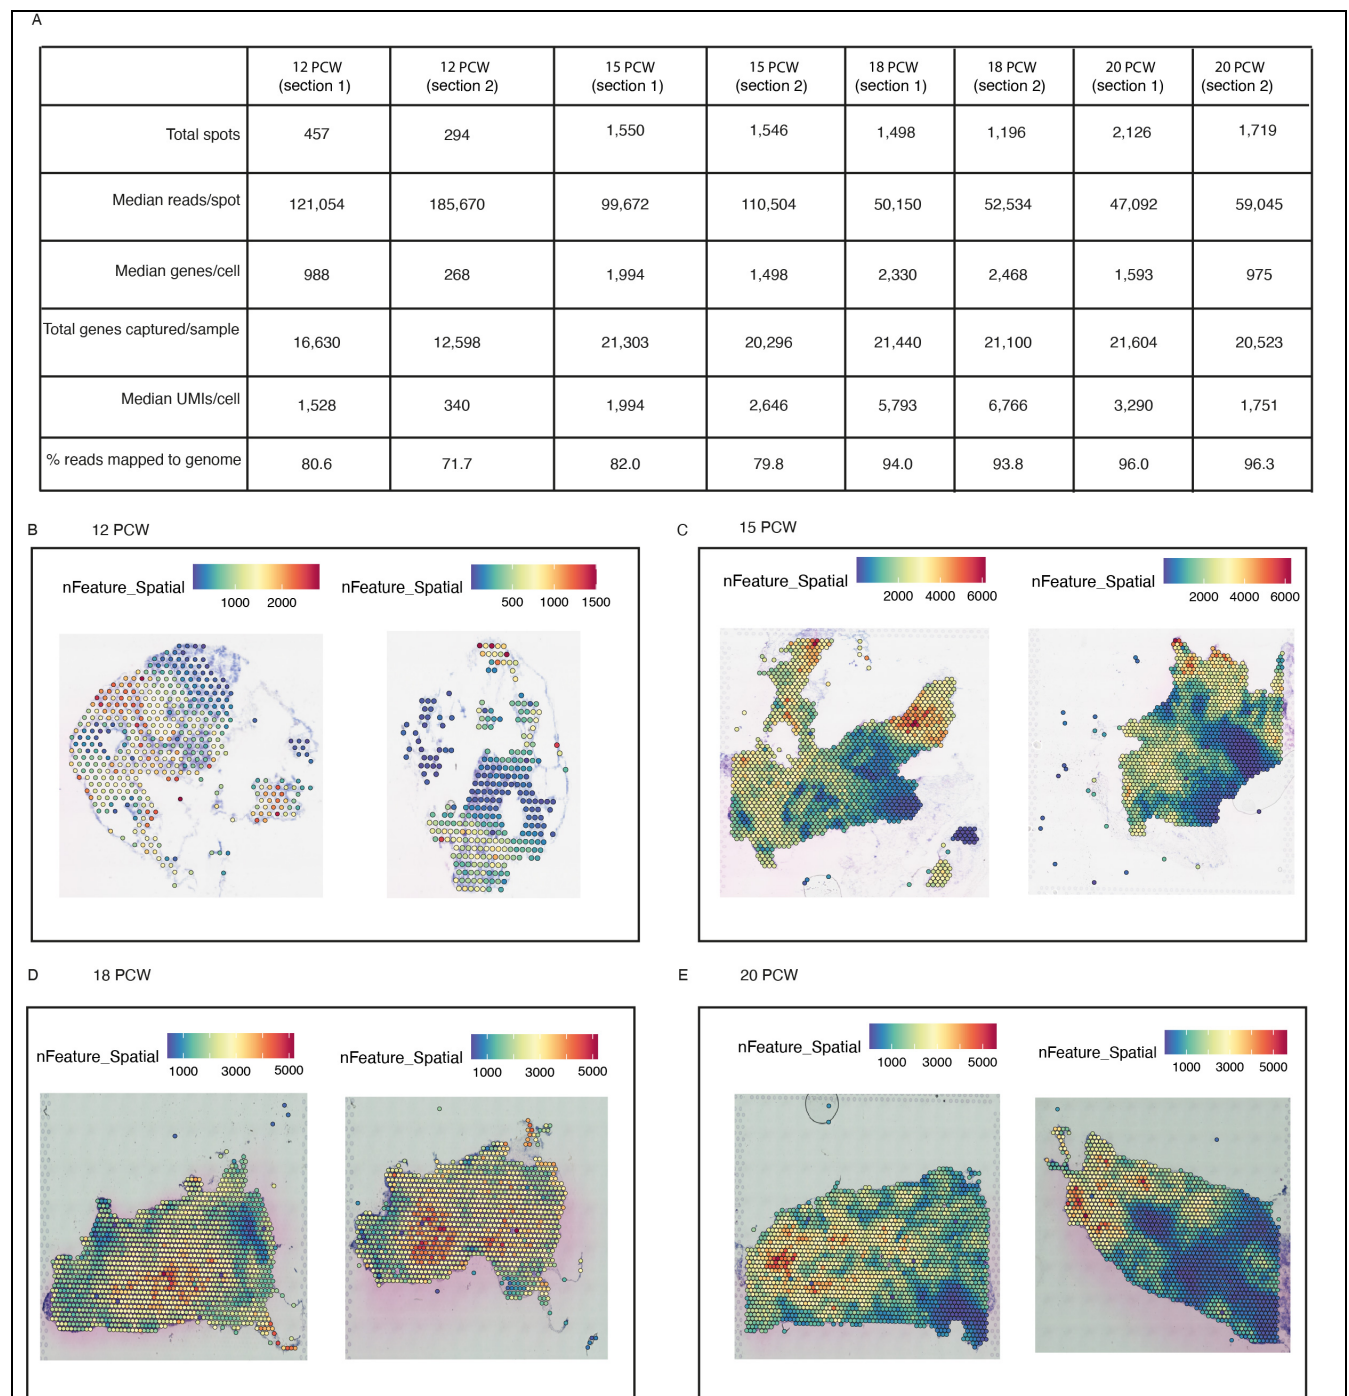 A
12 PCW (section 1) 12 PCW (section 2) 15 PCW (section 1) 15 PCW (section 2) 18 PCW (section 1) 18 PCW (section 2) 20 PCW (section 1) 20 PCW (section 2)
Total spots 457 294 1,550 1,546 1,498 1,196 2,126 1,719
Median reads/spot 121,054 185,670 99,672 110,504 50,150 52,534 47,092 59,045
Median genes/cell 988 268 1,994 1,498 2,330 2,468 1,593 975
Total genes captured/sample 16,630 12,598 21,303 20,296 21,440 21,100 21,604 20,523
Median UMIs/cell 1,528 340 1,994 2,646 5,793 6,766 3,290 1,751
% reads mapped to genome 80.6 71.7 82.0 79.8 94.0 93.8 96.0 96.3
B 12 PCW
nFeature_Spatial
1000 2000
nFeature_Spatial
500 1000 1500
C 15 PCW
nFeature_Spatial
2000 4000 6000
nFeature_Spatial
2000 4000 6000
D 18 PCW
nFeature_Spatial
1000 3000 5000
nFeature_Spatial
1000 3000 5000
E 20 PCW
nFeature_Spatial
1000 3000 5000
nFeature_Spatial
1000 3000 5000